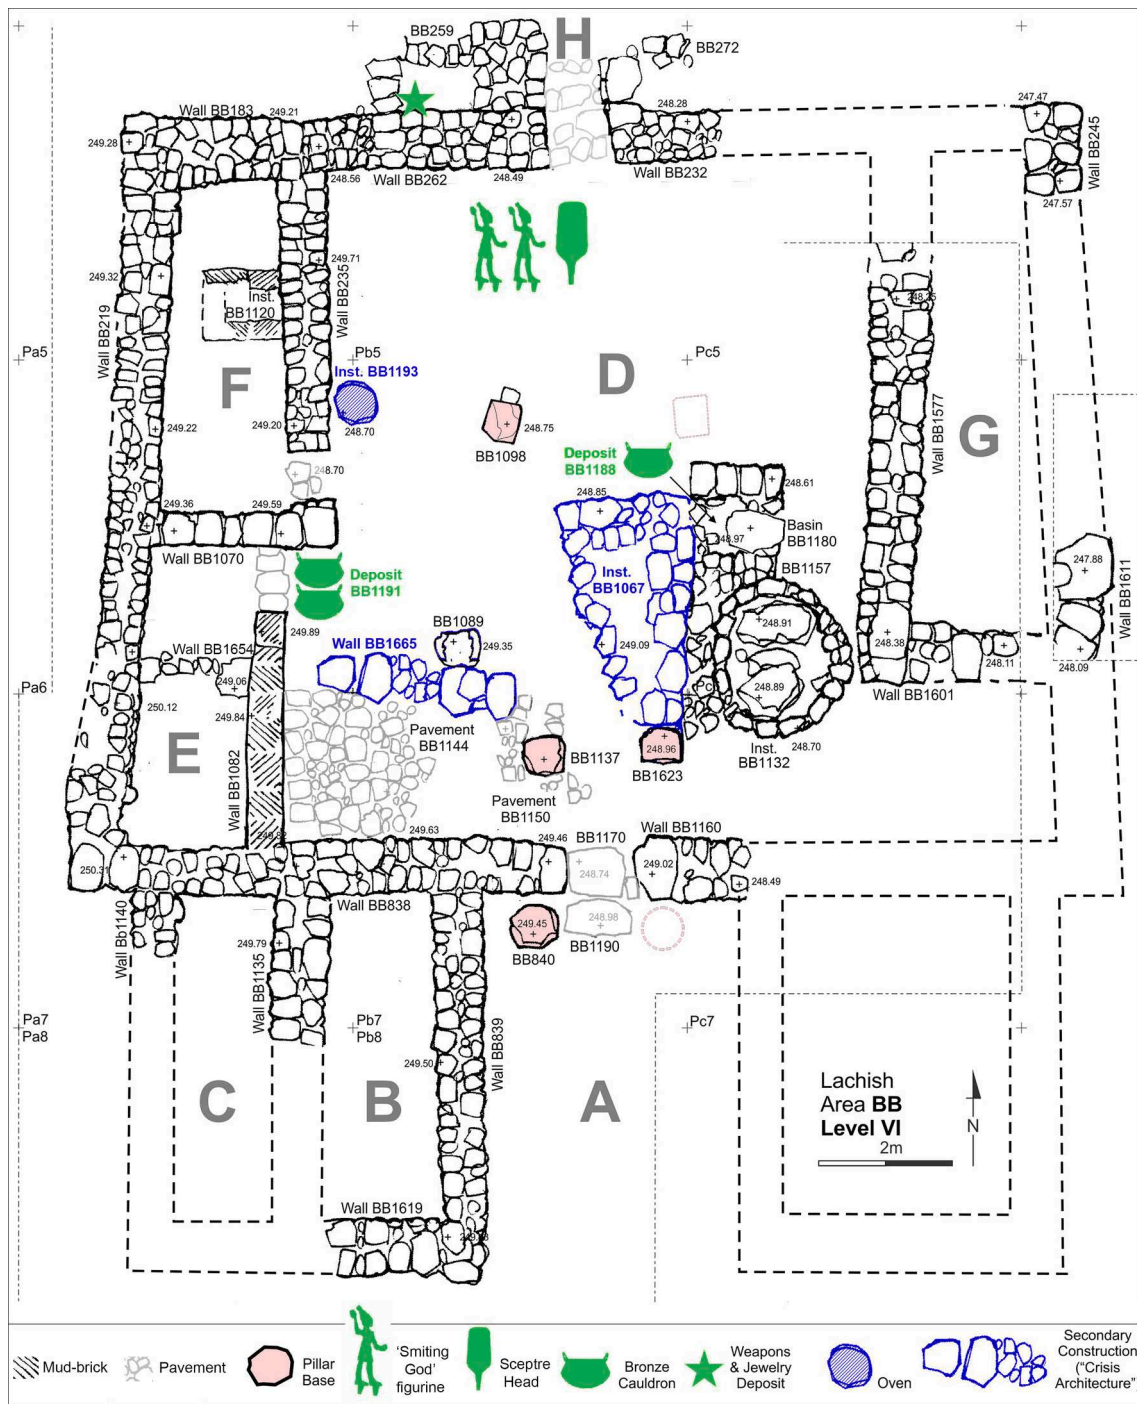 BB259
H
BB272
247.47
Wall BB183
249.21
248.28
249.28
Wall BB245
248.56
Wall BB262
248.49
Wall BB232
247.57
249.71
249.32
Inst.
BB1120
Wall BB235
248.25
Wall BB219
Pa5
Pb5
Pc5
Inst. BB1193
D
F
Wall BB1577
G
249.22
249.20
248.70
248.75
BB1098
Deposit
BB1188
248.70
249.36
249.59
248.85
248.61
Basin
BB1180
248.97
Wall BB1070
BB1157
Inst.
BB1067
247.88
Deposit
BB1191
Wall BB1611
BB1089
248.91
249.89
Wall BB1654
Wall BB1665
249.35
249.09
248.38
248.11
248.09
249.06
Pa6
248.89
Wall BB1601
250.12
249.84
Pavement
BB1144
E
Wall BB1082
BB1137
248.96
BB1623
Inst.
BB1132
248.70
Pavement
BB1150
249.63
249.46
BB1170
Wall BB1160
250.31
248.74
249.02
248.49
Wall BB838
Wall Bb1140
249.79
Wall BB1135
249.45
248.98
BB840
BB1190
Pa7
Pa8
Pb7
Pb8
Pc7
249.50
Wall BB839
C
B
A
Lachish
Area BB
Level VI
2m
N
Wall BB1619
Mud-brick
Pavement
Pillar
Base
'Smiting
God'
figurine
Sceptre
Head
Bronze
Cauldron
Weapons
& Jewelry
Deposit
Oven
Secondary
Construction
("Crisis
Architecture"